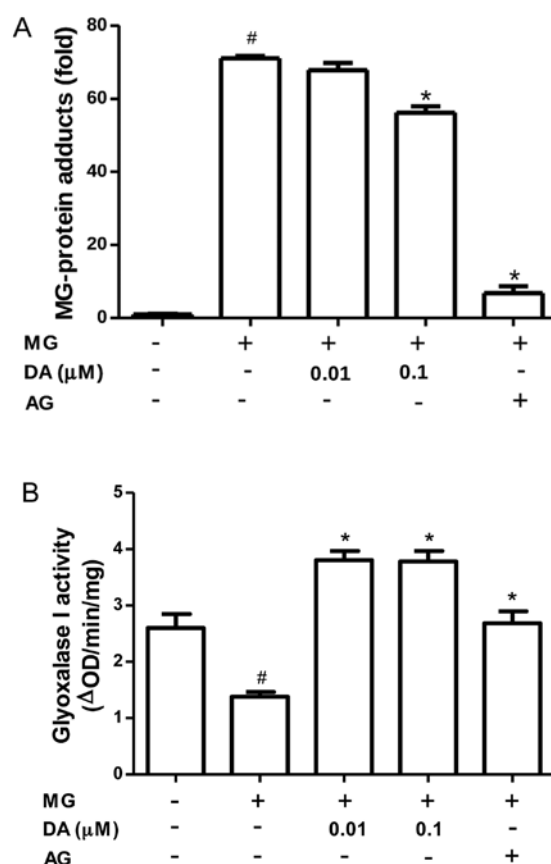 A
MG-protein adducts (fold)
80
60
40
20
0
#
*
*
MG - + + + +
DA (µM) - - 0.01 0.1 -
AG - - - - +
B
Glyoxalase I activity
(ΔOD/min/mg)
5
4
3
2
1
0
#
*
*
*
MG - + + + +
DA (µM) - - 0.01 0.1 -
AG - - - - +